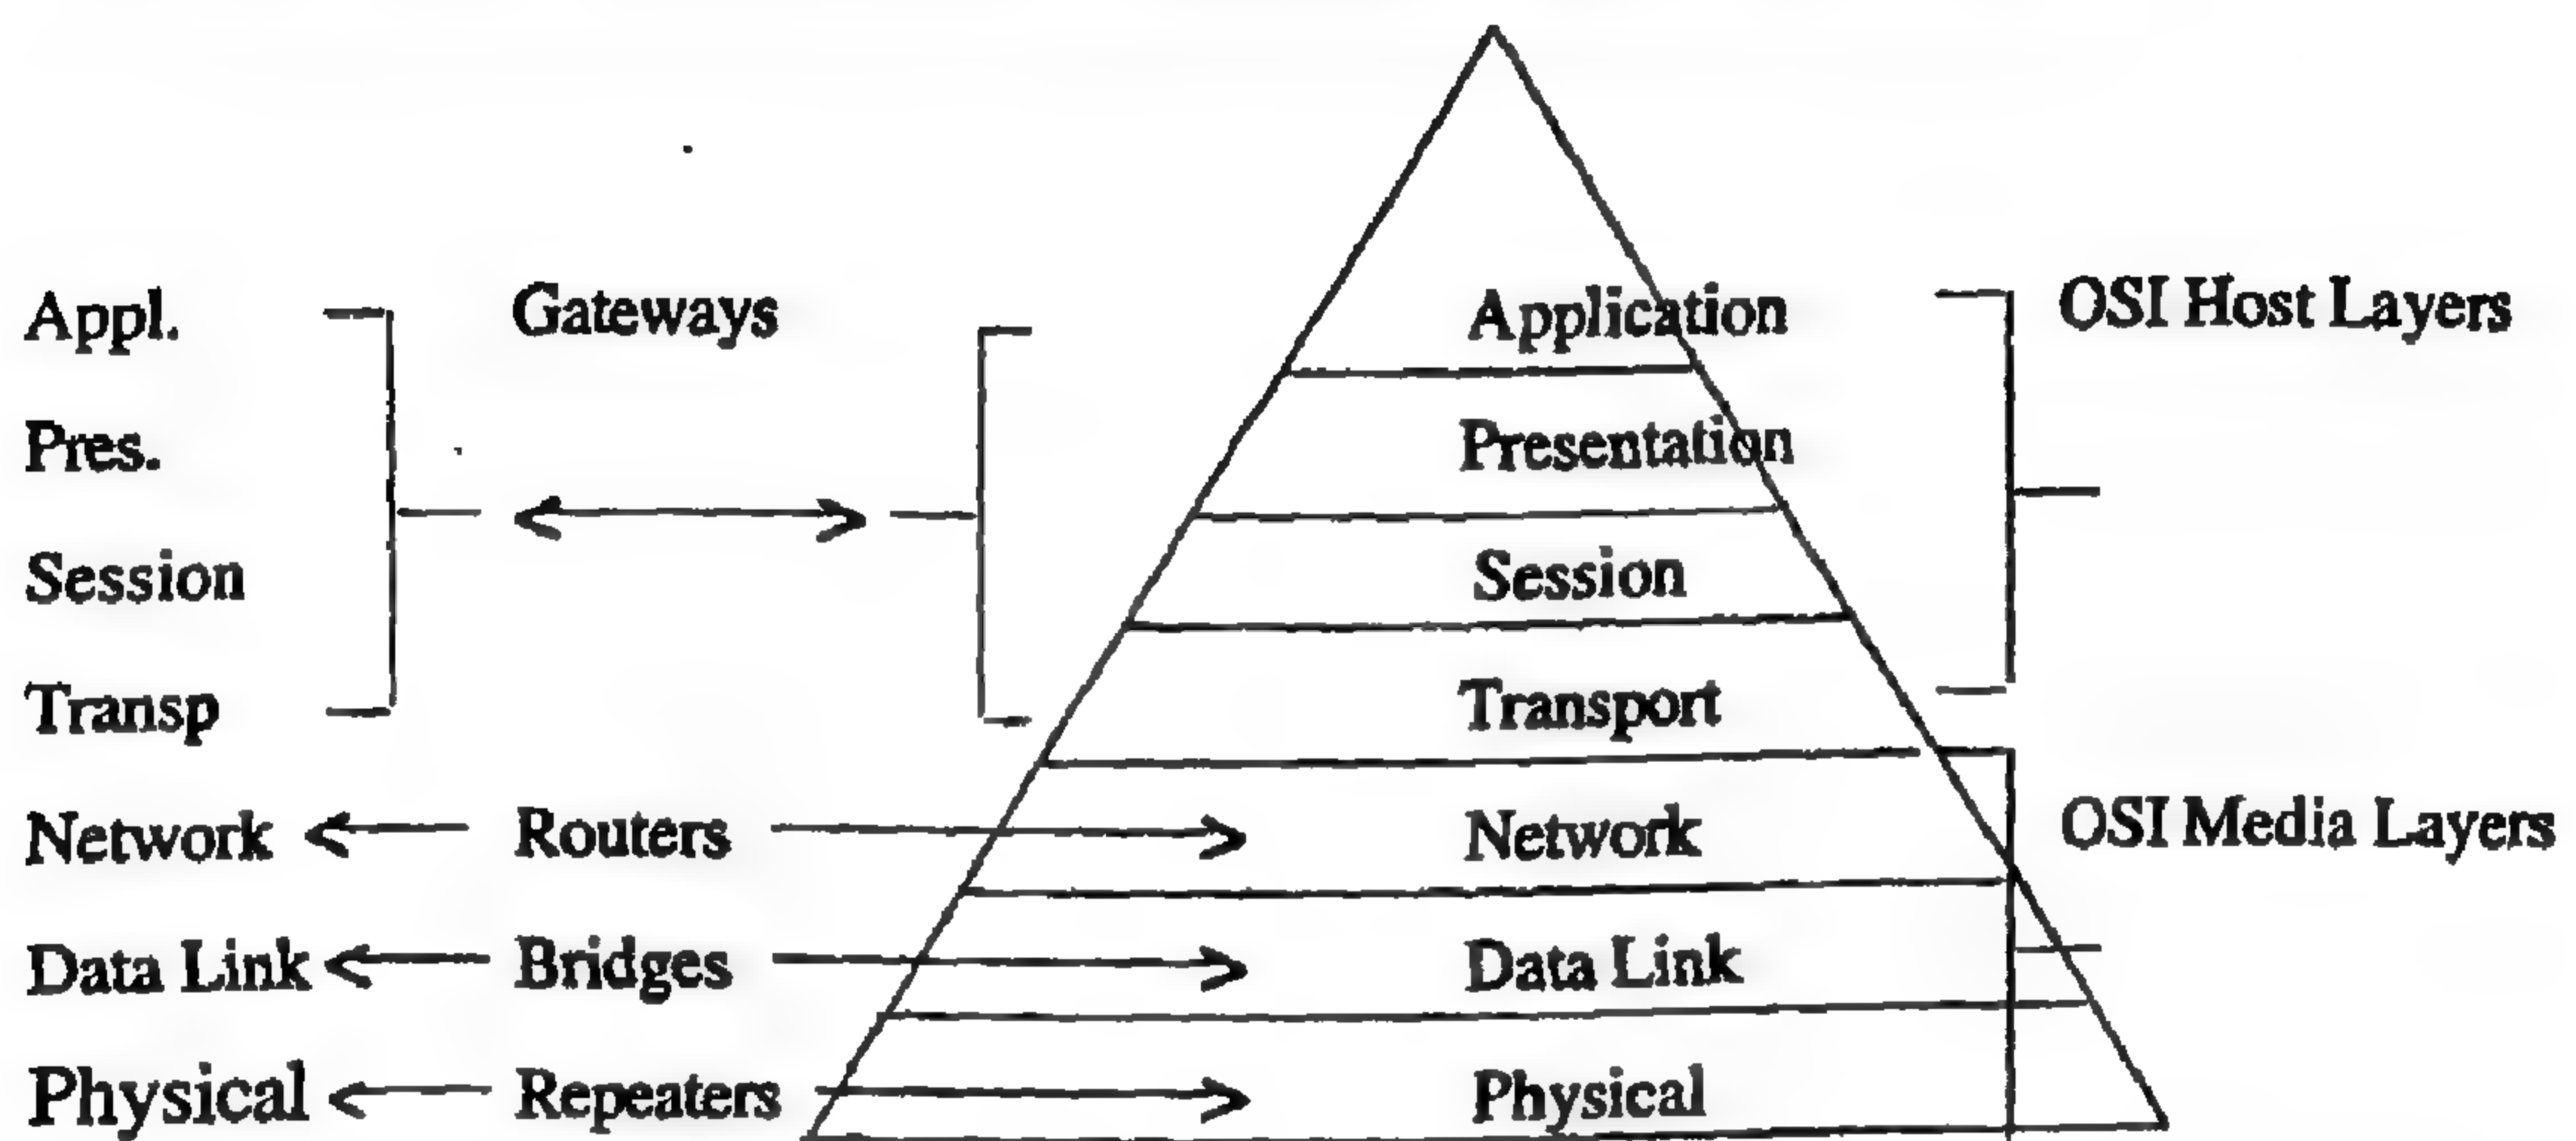 Appl. Gateways Application OSI Host Layers
Pres. Presentation
Session Session
Transp Transport
Network Routers Network OSI Media Layers
Data Link Bridges Data Link
Physical Repeaters Physical